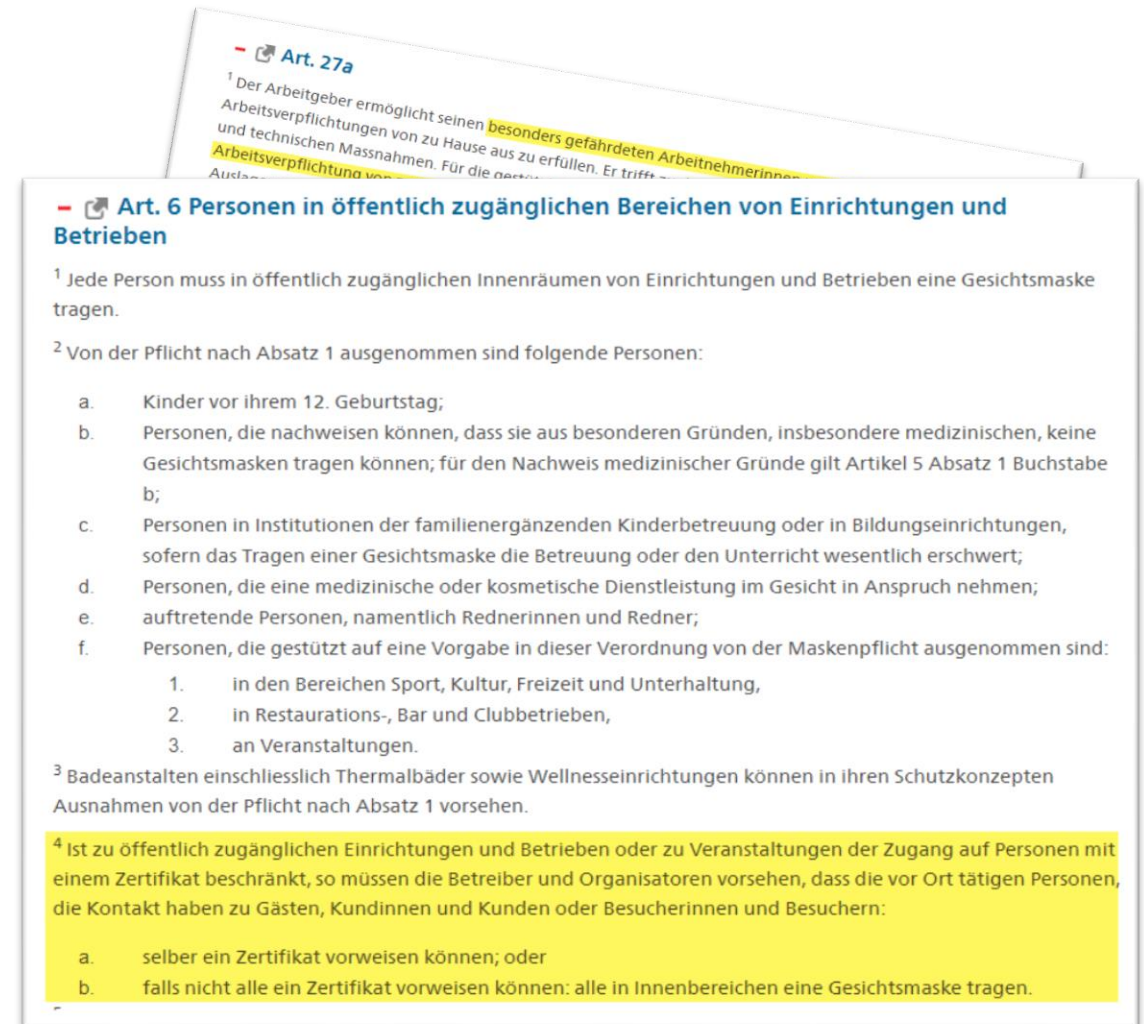 – Art. 27a
1 Der Arbeitgeber ermöglicht seinen besonders gefährdeten Arbeitnehmerinnen
Arbeitsverpflichtungen von zu Hause aus zu erfüllen. Er trifft
und technischen Massnahmen. Für die
Arbeitsverpflichtung von
– Art. 6 Personen in öffentlich zugänglichen Bereichen von Einrichtungen und
Betrieben
1 Jede Person muss in öffentlich zugänglichen Innenräumen von Einrichtungen und Betrieben eine Gesichtsmaske
tragen.
2 Von der Pflicht nach Absatz 1 ausgenommen sind folgende Personen:
a. Kinder vor ihrem 12. Geburtstag;
b. Personen, die nachweisen können, dass sie aus besonderen Gründen, insbesondere medizinischen, keine
Gesichtsmasken tragen können; für den Nachweis medizinischer Gründe gilt Artikel 5 Absatz 1 Buchstabe
b;
c. Personen in Institutionen der familienergänzenden Kinderbetreuung oder in Bildungseinrichtungen,
sofern das Tragen einer Gesichtsmaske die Betreuung oder den Unterricht wesentlich erschwert;
d. Personen, die eine medizinische oder kosmetische Dienstleistung im Gesicht in Anspruch nehmen;
e. auftretende Personen, namentlich Rednerinnen und Redner;
f. Personen, die gestützt auf eine Vorgabe in dieser Verordnung von der Maskenpflicht ausgenommen sind:
1. in den Bereichen Sport, Kultur, Freizeit und Unterhaltung,
2. in Restaurations-, Bar und Clubbetrieben,
3. an Veranstaltungen.
3 Badeanstalten einschliesslich Thermalbäder sowie Wellnesseinrichtungen können in ihren Schutzkonzepten
Ausnahmen von der Pflicht nach Absatz 1 vorsehen.
4 Ist zu öffentlich zugänglichen Einrichtungen und Betrieben oder zu Veranstaltungen der Zugang auf Personen mit
einem Zertifikat beschränkt, so müssen die Betreiber und Organisatoren vorsehen, dass die vor Ort tätigen Personen,
die Kontakt haben zu Gästen, Kundinnen und Kunden oder Besucherinnen und Besuchern:
a. selber ein Zertifikat vorweisen können; oder
b. falls nicht alle ein Zertifikat vorweisen können: alle in Innenbereichen eine Gesichtsmaske tragen.